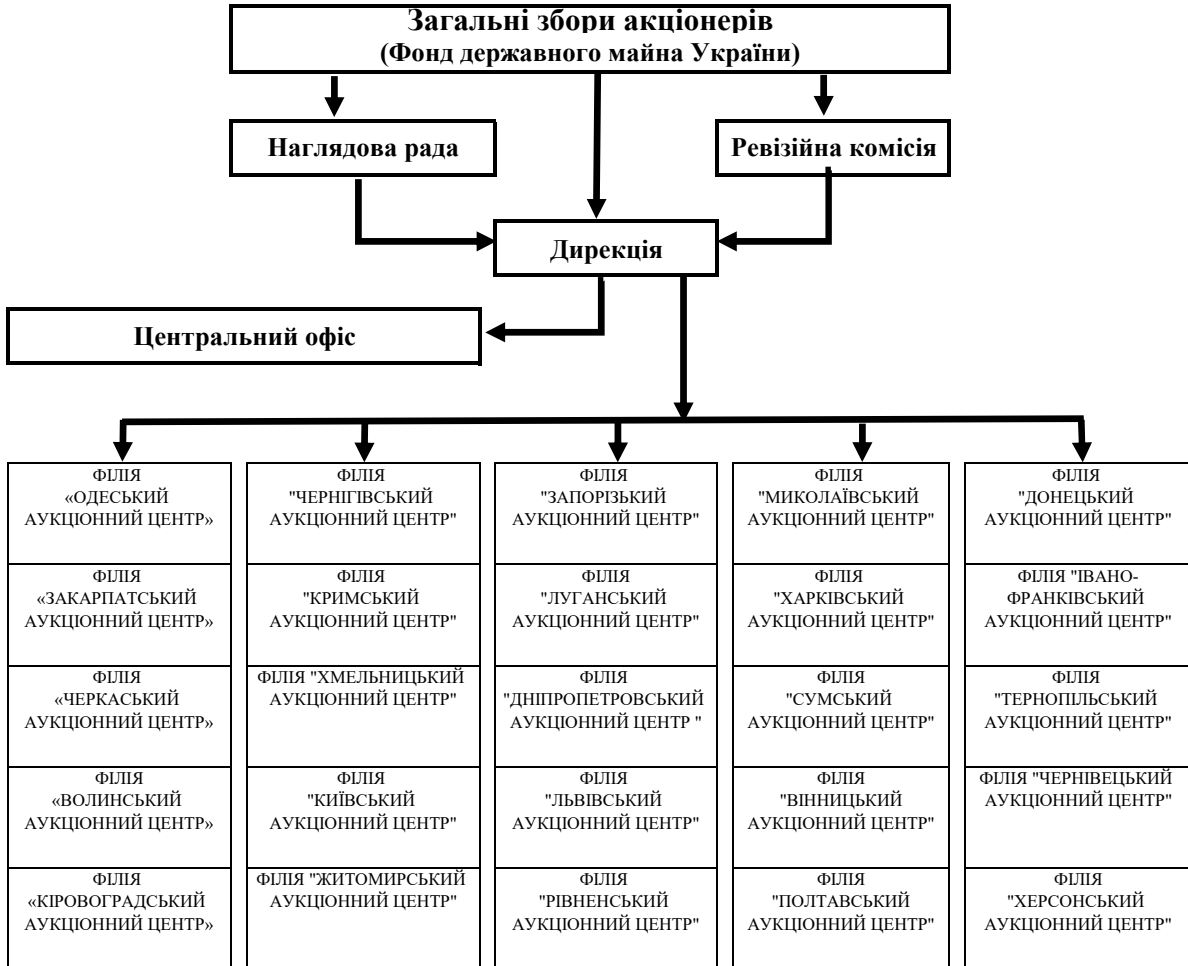 Загальні збори акціонерів
(Фонд державного майна України)
Наглядова рада
Ревізійна комісія
Дирекція
Центральний офіс
ФІЛІЯ
«ОДЕСЬКИЙ
АУКЦІОННИЙ ЦЕНТР»
ФІЛІЯ
"ЧЕРНІГІВСЬКИЙ
АУКЦІОННИЙ ЦЕНТР"
ФІЛІЯ
"ЗАПОРІЗЬКИЙ
АУКЦІОННИЙ ЦЕНТР"
ФІЛІЯ
"МИКОЛАЇВСЬКИЙ
АУКЦІОННИЙ ЦЕНТР"
ФІЛІЯ
"ДОНЕЦЬКИЙ
АУКЦІОННИЙ ЦЕНТР"
ФІЛІЯ
«ЗАКАРПАТСЬКИЙ
АУКЦІОННИЙ ЦЕНТР»
ФІЛІЯ
"КРИМСЬКИЙ
АУКЦІОННИЙ ЦЕНТР"
ФІЛІЯ
"ЛУГАНСЬКИЙ
АУКЦІОННИЙ ЦЕНТР"
ФІЛІЯ
"ХАРКІВСЬКИЙ
АУКЦІОННИЙ ЦЕНТР"
ФІЛІЯ "ІВАНО-
ФРАНКІВСЬКИЙ
АУКЦІОННИЙ ЦЕНТР"
ФІЛІЯ
«ЧЕРКАСЬКИЙ
АУКЦІОННИЙ ЦЕНТР»
ФІЛІЯ "ХМЕЛЬНИЦЬКИЙ
АУКЦІОННИЙ ЦЕНТР"
ФІЛІЯ
"ДНІПРОПЕТРОВСЬКИЙ
АУКЦІОННИЙ ЦЕНТР "
ФІЛІЯ
"СУМСЬКИЙ
АУКЦІОННИЙ ЦЕНТР"
ФІЛІЯ
"ТЕРНОПІЛЬСЬКИЙ
АУКЦІОННИЙ ЦЕНТР"
ФІЛІЯ
«ВОЛИНСЬКИЙ
АУКЦІОННИЙ ЦЕНТР»
ФІЛІЯ
"КИЇВСЬКИЙ
АУКЦІОННИЙ ЦЕНТР"
ФІЛІЯ
"ЛЬВІВСЬКИЙ
АУКЦІОННИЙ ЦЕНТР"
ФІЛІЯ
"ВІННИЦЬКИЙ
АУКЦІОННИЙ ЦЕНТР"
ФІЛІЯ "ЧЕРНІВЕЦЬКИЙ
АУКЦІОННИЙ ЦЕНТР"
ФІЛІЯ
«КІРОВОГРАДСЬКИЙ
АУКЦІОННИЙ ЦЕНТР»
ФІЛІЯ "ЖИТОМИРСЬКИЙ
АУКЦІОННИЙ ЦЕНТР"
ФІЛІЯ
"РІВНЕНСЬКИЙ
АУКЦІОННИЙ ЦЕНТР"
ФІЛІЯ
"ПОЛТАВСЬКИЙ
АУКЦІОННИЙ ЦЕНТР"
ФІЛІЯ
"ХЕРСОНСЬКИЙ
АУКЦІОННИЙ ЦЕНТР"